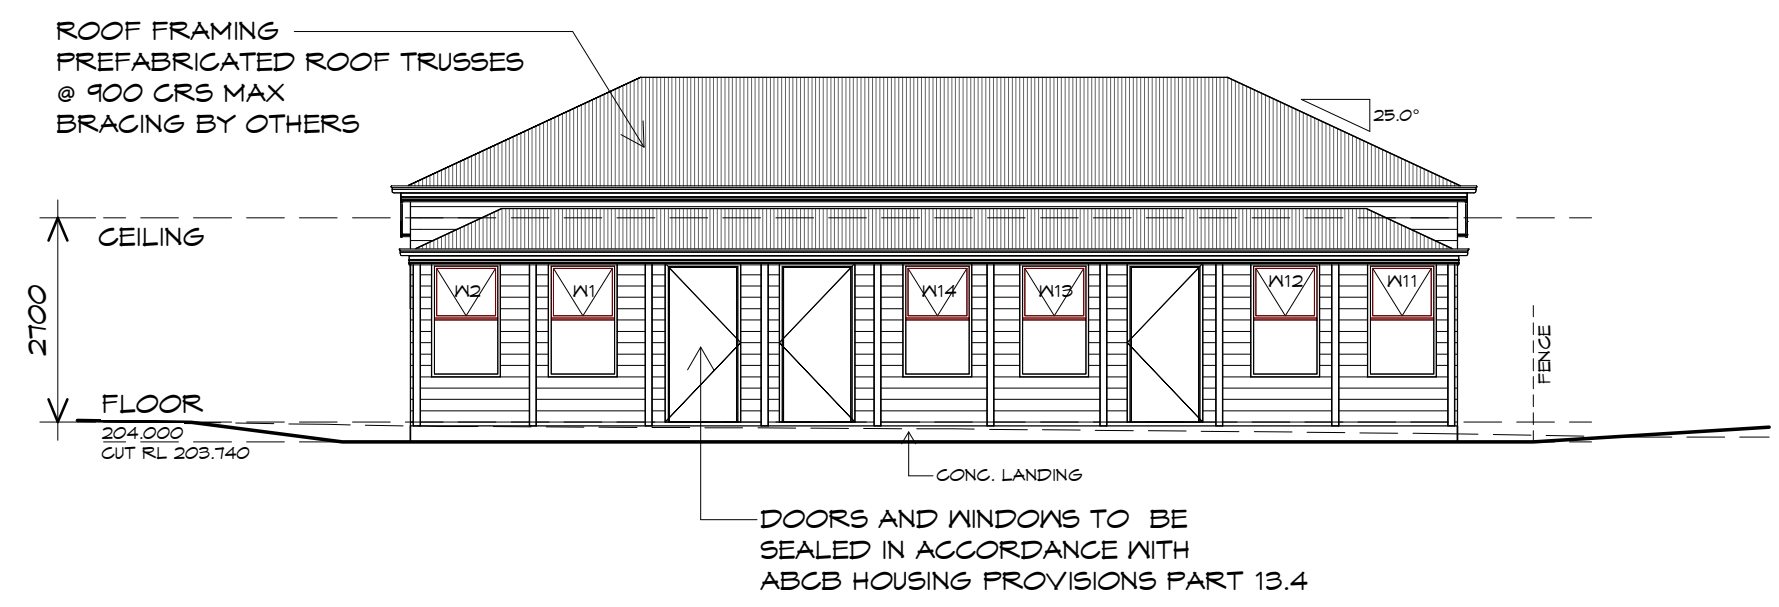 ROOF FRAMING
PREFABRICATED ROOF TRUSSES
@ 900 CRS MAX
BRACING BY OTHERS
25.0°
CEILING
2700
W2
W1
W14
W13
W12
W11
FENCE
FLOOR
204.000
CUT RL 203.740
CONC. LANDING
DOORS AND WINDOWS TO BE
SEALED IN ACCORDANCE WITH
ABCB HOUSING PROVISIONS PART 13.4